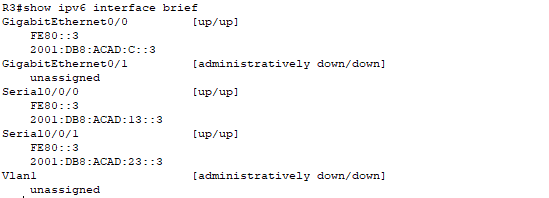 R3#show ipv6 interface brief
GigabitEthernet0/0 [up/up]
FE80::3
2001:DB8:ACAD:C::3
GigabitEthernet0/1 [administratively down/down]
unassigned
Serial0/0/0 [up/up]
FE80::3
2001:DB8:ACAD:13::3
Serial0/0/1 [up/up]
FE80::3
2001:DB8:ACAD:23::3
Vlan1 [administratively down/down]
unassigned